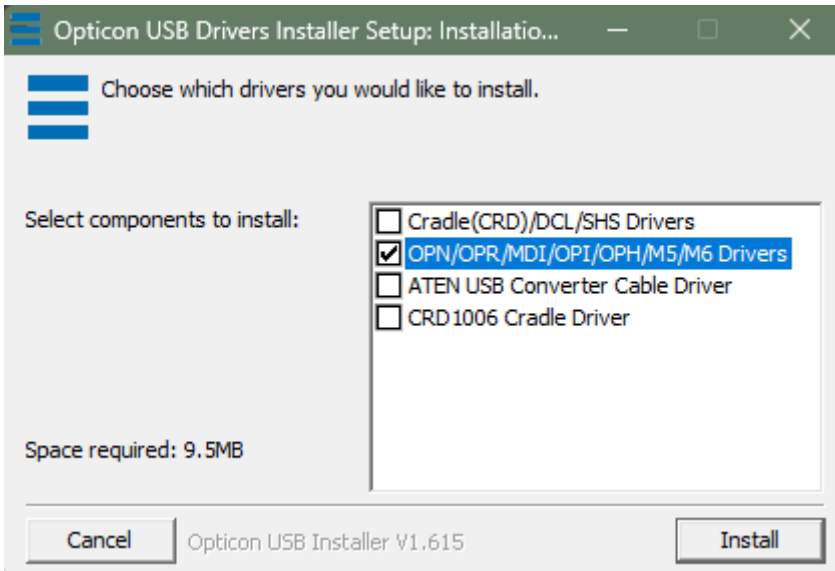 Opticon USB Drivers Installer Setup: Installatio...
Choose which drivers you would like to install.
Select components to install:
Cradle(CRD)/DCL/SHS Drivers
OPN/OPR/MDI/OPI/OPH/M5/M6 Drivers
ATEN USB Converter Cable Driver
CRD1006 Cradle Driver
Space required: 9.5MB
Cancel
Opticon USB Installer V1.615
Install